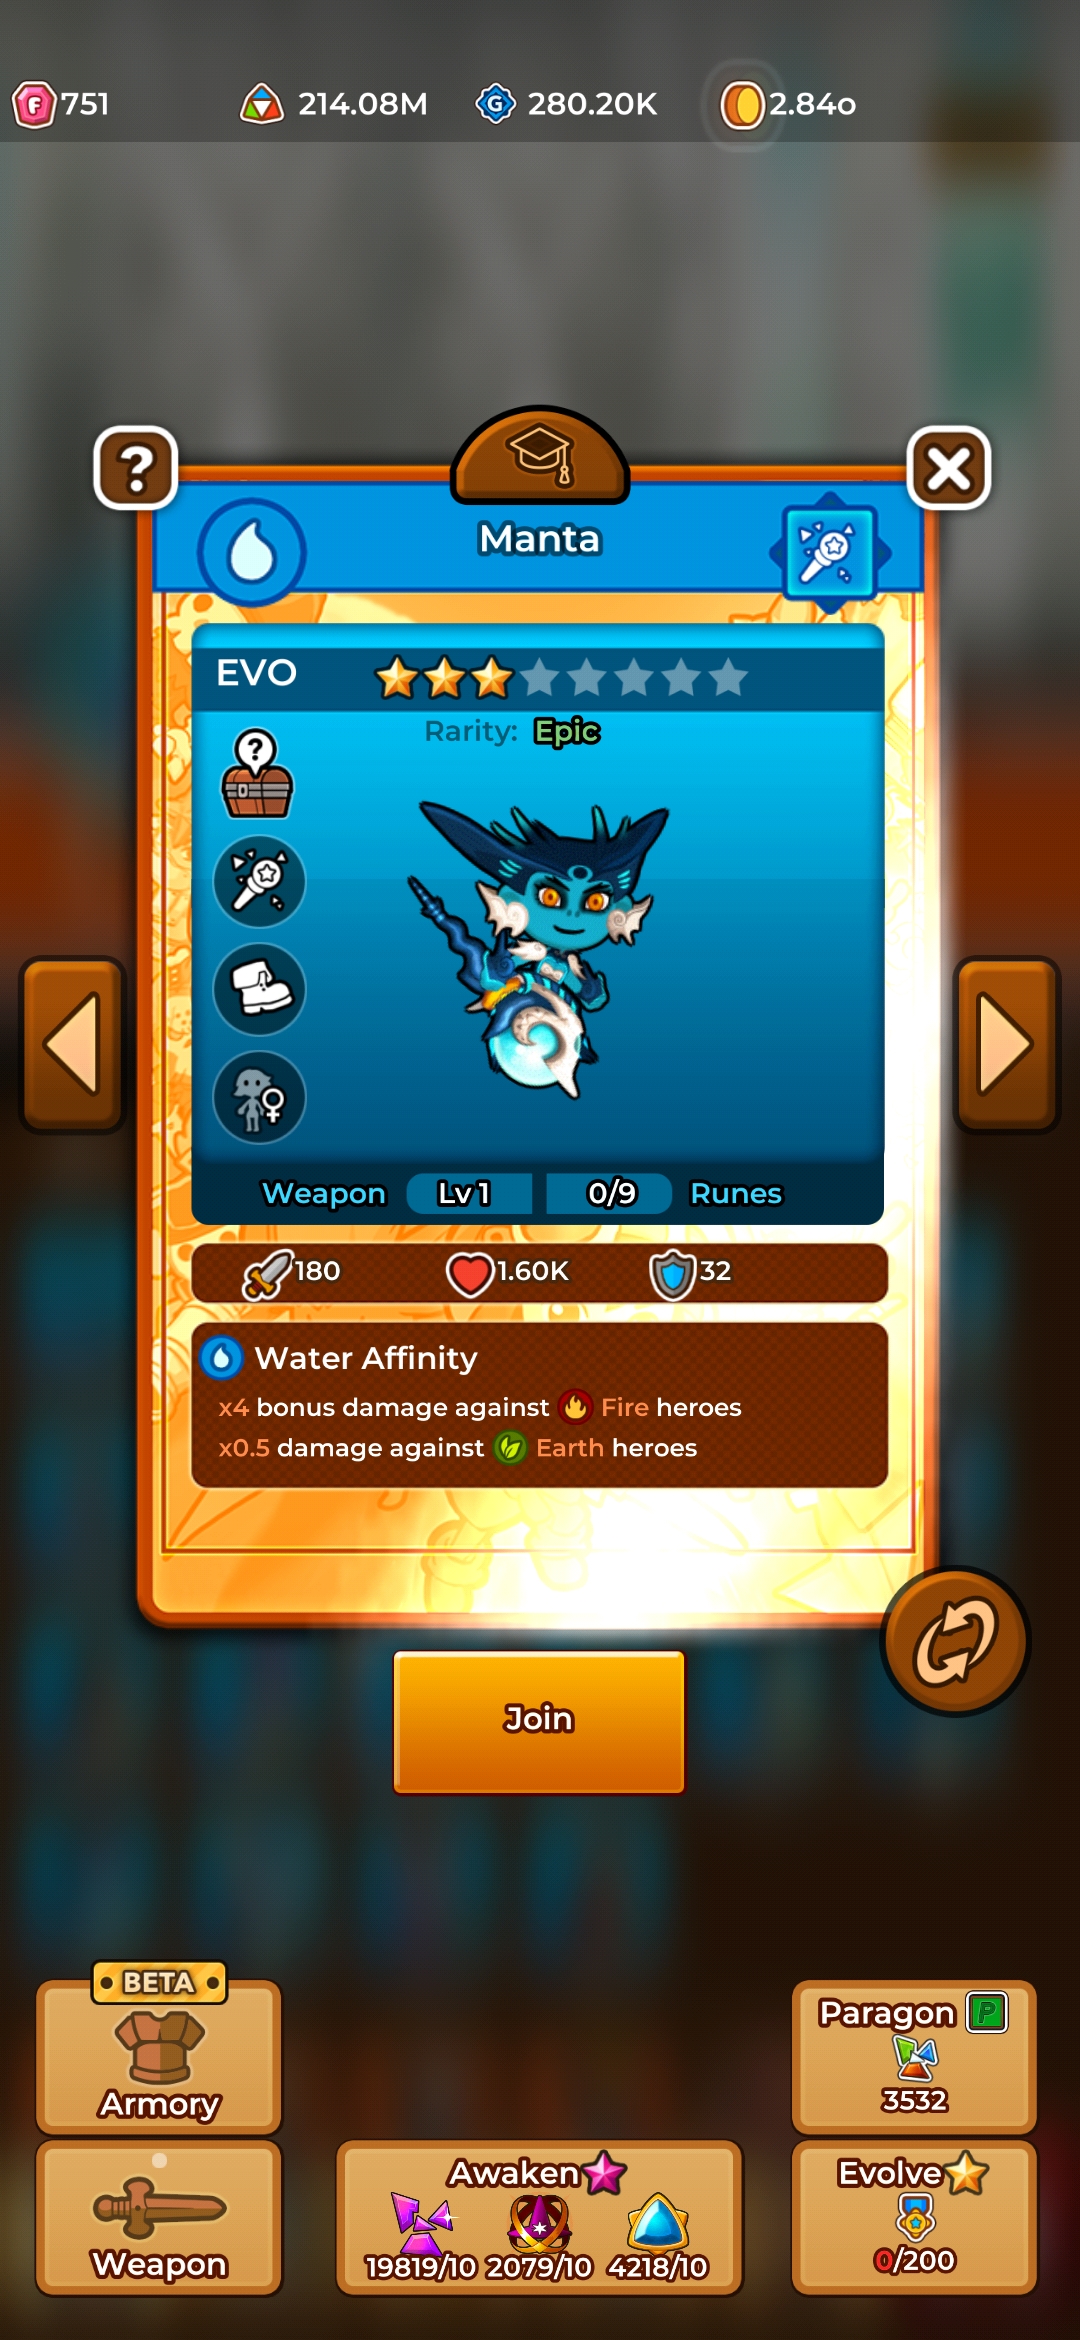 F 751 214.08M G 280.20K 2.84o
?
Manta
EVO
Rarity: Epic
?
Weapon Lv 1 0/9 Runes
180 1.60K 32
Water Affinity
x4 bonus damage against Fire heroes
x0.5 damage against Earth heroes
Join
BETA
Armory
Paragon P
3532
Weapon
Awaken
19819/10 2079/10 4218/10
Evolve
0/200